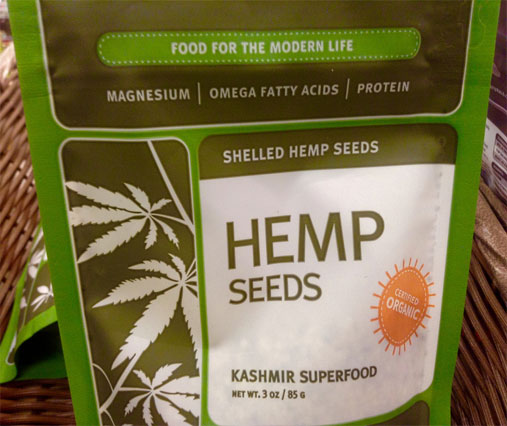 FOOD FOR THE MODERN LIFE
MAGNESIUM | OMEGA FATTY ACIDS | PROTEIN
SHELLED HEMP SEEDS
HEMP
SEEDS
CERTIFIED
ORGANIC
KASHMIR SUPERFOOD
NET WT. 3 OZ / 85 G